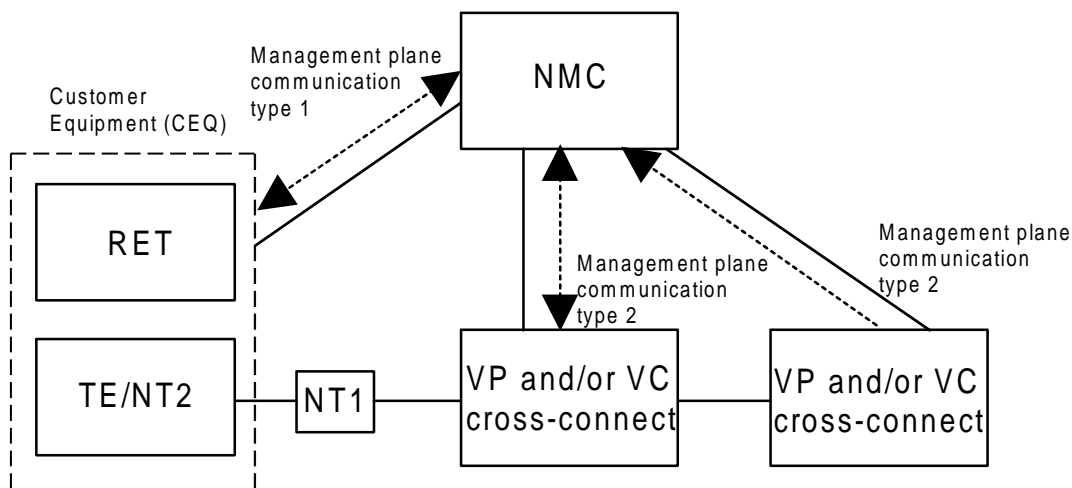 Management plane
communication
type 1
NMC
Customer
Equipment (CEQ)
RET
Management plane
communication
type 2
Management plane
communication
type 2
TE/NT2
NT1
VP and/or VC
cross-connect
VP and/or VC
cross-connect